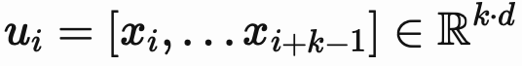 u_i = [x_i, ... x_{i+k-1}] ∈ ℝ^{k·d}